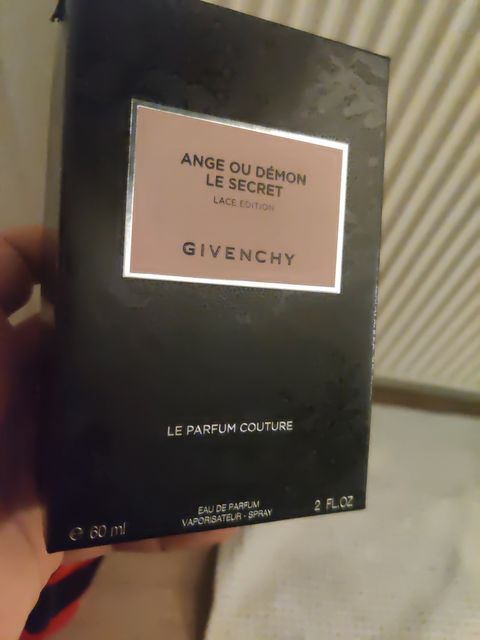 ANGE OU DÉMON
LE SECRET
LACE EDITION
GIVENCHY
LE PARFUM COUTURE
EAU DE PARFUM
VAPORISATEUR - SPRAY
℮ 60 ml
2 FL.OZ